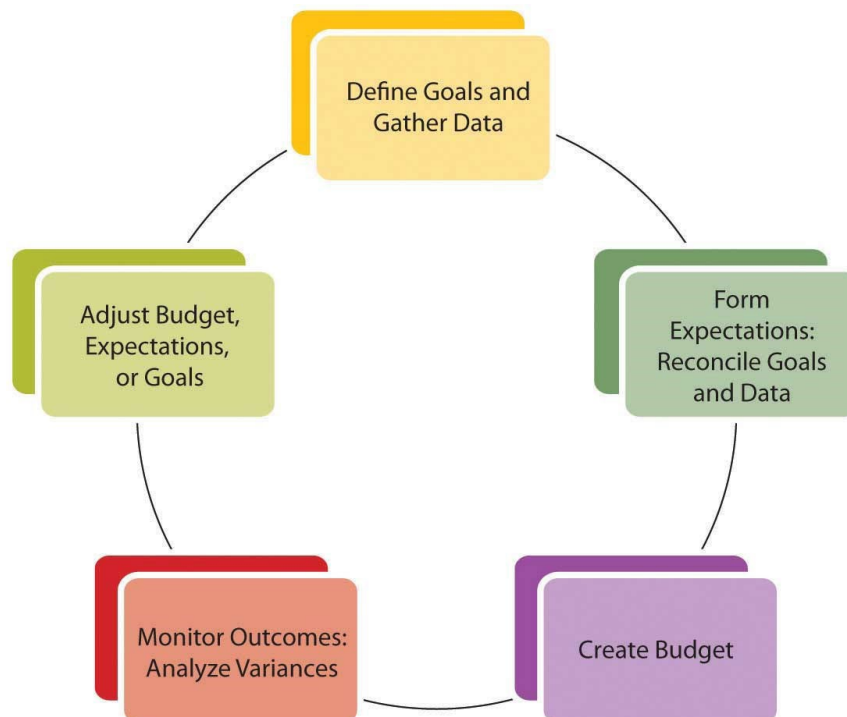 Define Goals and
Gather Data
Form
Expectations:
Reconcile Goals
and Data
Create Budget
Monitor Outcomes:
Analyze Variances
Adjust Budget,
Expectations,
or Goals